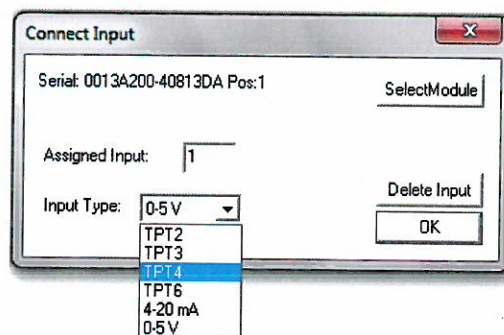 Connect Input
Serial: 0013A200-40813DA Pos:1
SelectModule
Assigned Input: 1
Delete Input
Input Type: 0-5 V
OK
TPT2
TPT3
TPT4
TPT6
4-20 mA
0-5 V